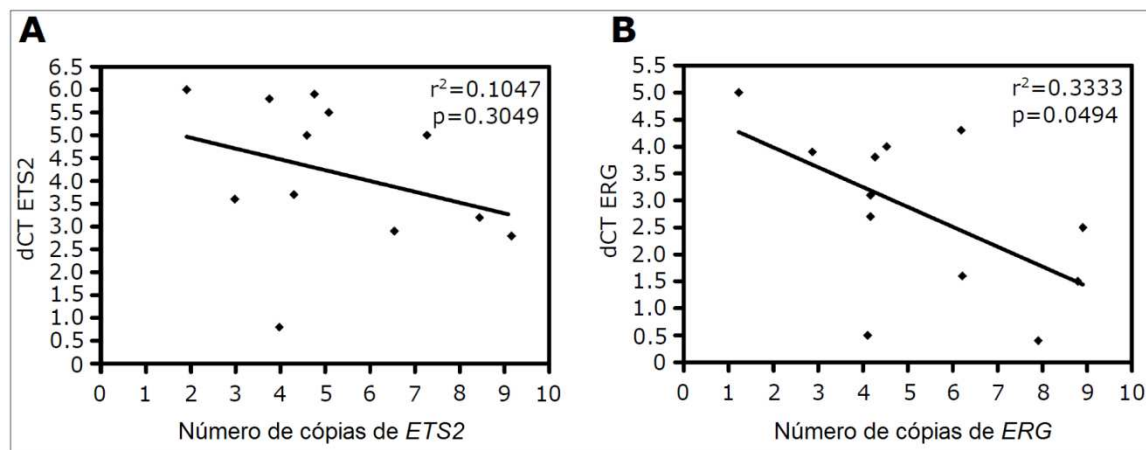 A
6.5
6.0
5.5
5.0
4.5
4.0
3.5
3.0
2.5
2.0
1.5
1.0
0.5
0
dCT ETS2
r²=0.1047
p=0.3049
0 1 2 3 4 5 6 7 8 9 10
Número de cópias de ETS2
B
5.5
5.0
4.5
4.0
3.5
3.0
2.5
2.0
1.5
1.0
0.5
0
dCT ERG
r²=0.3333
p=0.0494
0 1 2 3 4 5 6 7 8 9 10
Número de cópias de ERG